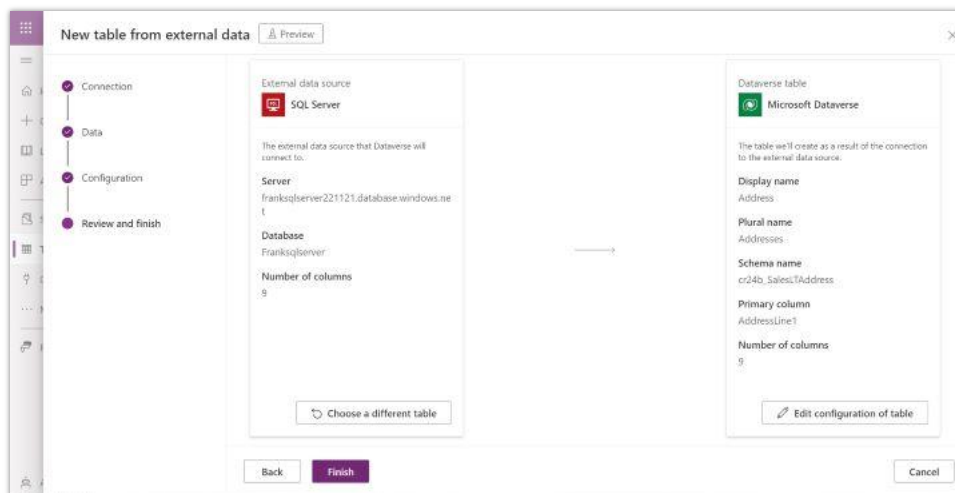 New table from external data
Preview
Connection
Data
Configuration
Review and finish
External data source
SQL Server
The external data source that Dataverse will
connect to.
Server
franksqlserver221121.database.windows.ne
t
Database
Franksqlserver
Number of columns
9
Choose a different table
Dataverse table
Microsoft Dataverse
The table we'll create as a result of the connection
to the external data source.
Display name
Address
Plural name
Addresses
Schema name
cr24b_SalesLTAddress
Primary column
AddressLine1
Number of columns
9
Edit configuration of table
Back
Finish
Cancel